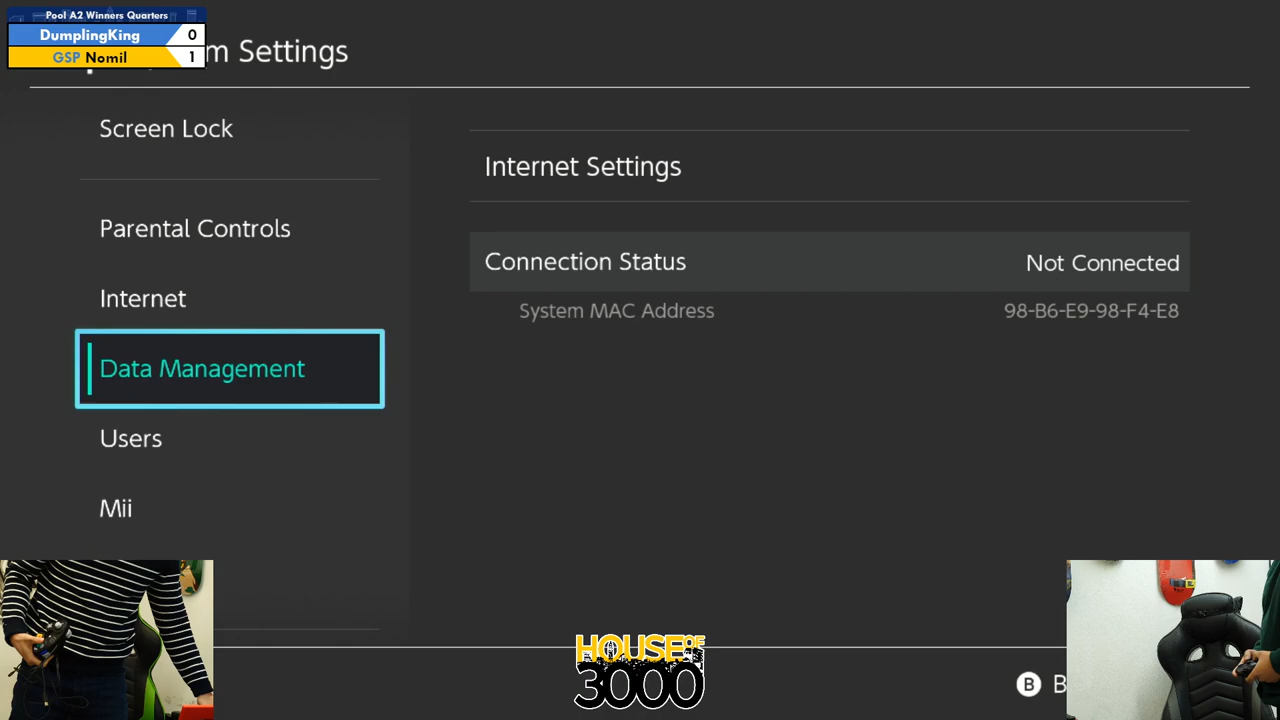 Pool A2 Winners Quarters
DumplingKing 0
GSP Nomil 1
m Settings
Screen Lock
Parental Controls
Internet
Data Management
Users
Mii
Internet Settings
Connection Status Not Connected
System MAC Address 98-B6-E9-98-F4-E8
HOUSE OF
3000
B